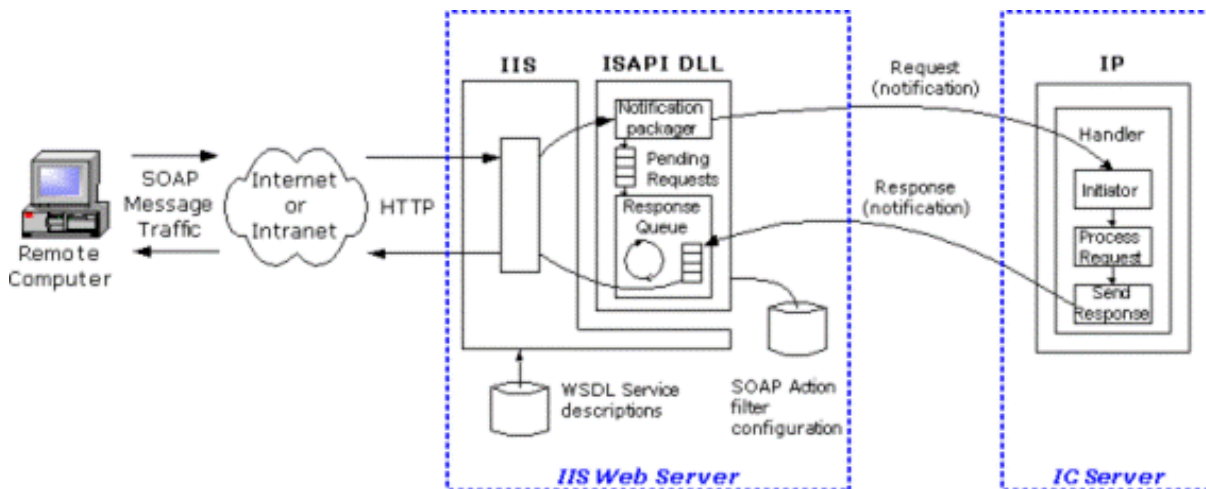 IIS
ISAPI DLL
Request
(notification)
IP
Notification
packager
Handler
Pending
Requests
SOAP
Message
Traffic
Internet
or
Intranet
HTTP
Response
(notification)
Initiator
Response
Queue
Process
Request
Remote
Computer
Send
Response
WSDL Service
descriptions
SOAP Action
filter
configuration
IIS Web Server
IC Server